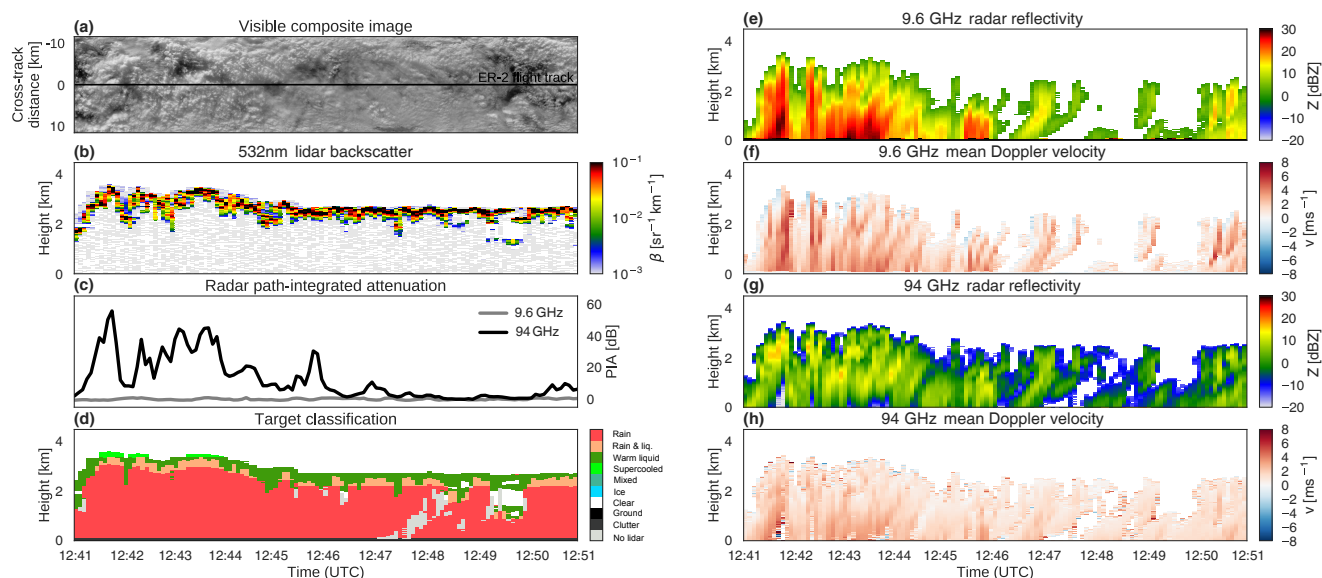 (a) Visible composite image
-10
0
10
Cross-track
distance [km]
ER-2 flight track
(b) 532nm lidar backscatter
4
2
0
Height [km]
10⁻¹
10⁻²
10⁻³
β [sr⁻¹ km⁻¹]
(c) Radar path-integrated attenuation
9.6 GHz
94 GHz
60
40
20
0
PIA [dB]
(d) Target classification
4
2
0
Height [km]
Rain
Rain & liq.
Warm liquid
Supercooled
Mixed
Ice
Clear
Ground
Clutter
No lidar
12:41 12:42 12:43 12:44 12:45 12:46 12:47 12:48 12:49 12:50 12:51
Time (UTC)
(e) 9.6 GHz radar reflectivity
4
2
0
Height [km]
30
20
10
0
−10
−20
Z [dBZ]
(f) 9.6 GHz mean Doppler velocity
4
2
0
Height [km]
8
6
4
2
0
−2
−4
−6
−8
v [ms⁻¹]
(g) 94 GHz radar reflectivity
4
2
0
Height [km]
30
20
10
0
−10
−20
Z [dBZ]
(h) 94 GHz mean Doppler velocity
4
2
0
Height [km]
8
6
4
2
0
−2
−4
−6
−8
v [ms⁻¹]
12:41 12:42 12:43 12:44 12:45 12:46 12:47 12:48 12:49 12:50 12:51
Time (UTC)